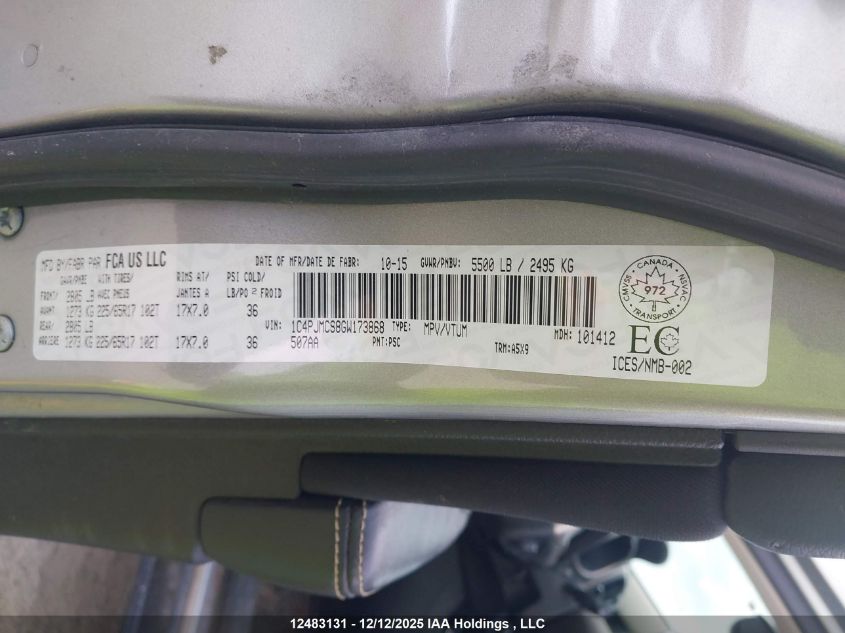 MFD BY/FABR PAR FCA US LLC
DATE OF MFR/DATE DE FABR: 10-15 GVWR/PNBV: 5500 LB / 2495 KG
GAWR/PNBE WITH TIRES/ RIMS AT/ PSI COLD/
FRONT/ 2805 LB AVEC PNEUS JANTES A LB/PO 2 FROID
AVANT 1273 KG 225/65R17 102T 17X7.0 36
REAR/ 2805 LB
ARRIERE 1273 KG 225/65R17 102T 17X7.0 36
VIN: 1C4PJMCS8GW173868 TYPE: MPV/VTUM MDH: 101412
507AA PNT:PSC TRM:A5X9
CANADA
CMVSS NSVAC
972
TRANSPORT
EC
ICES/NMB-002
12483131 - 12/12/2025 IAA Holdings , LLC